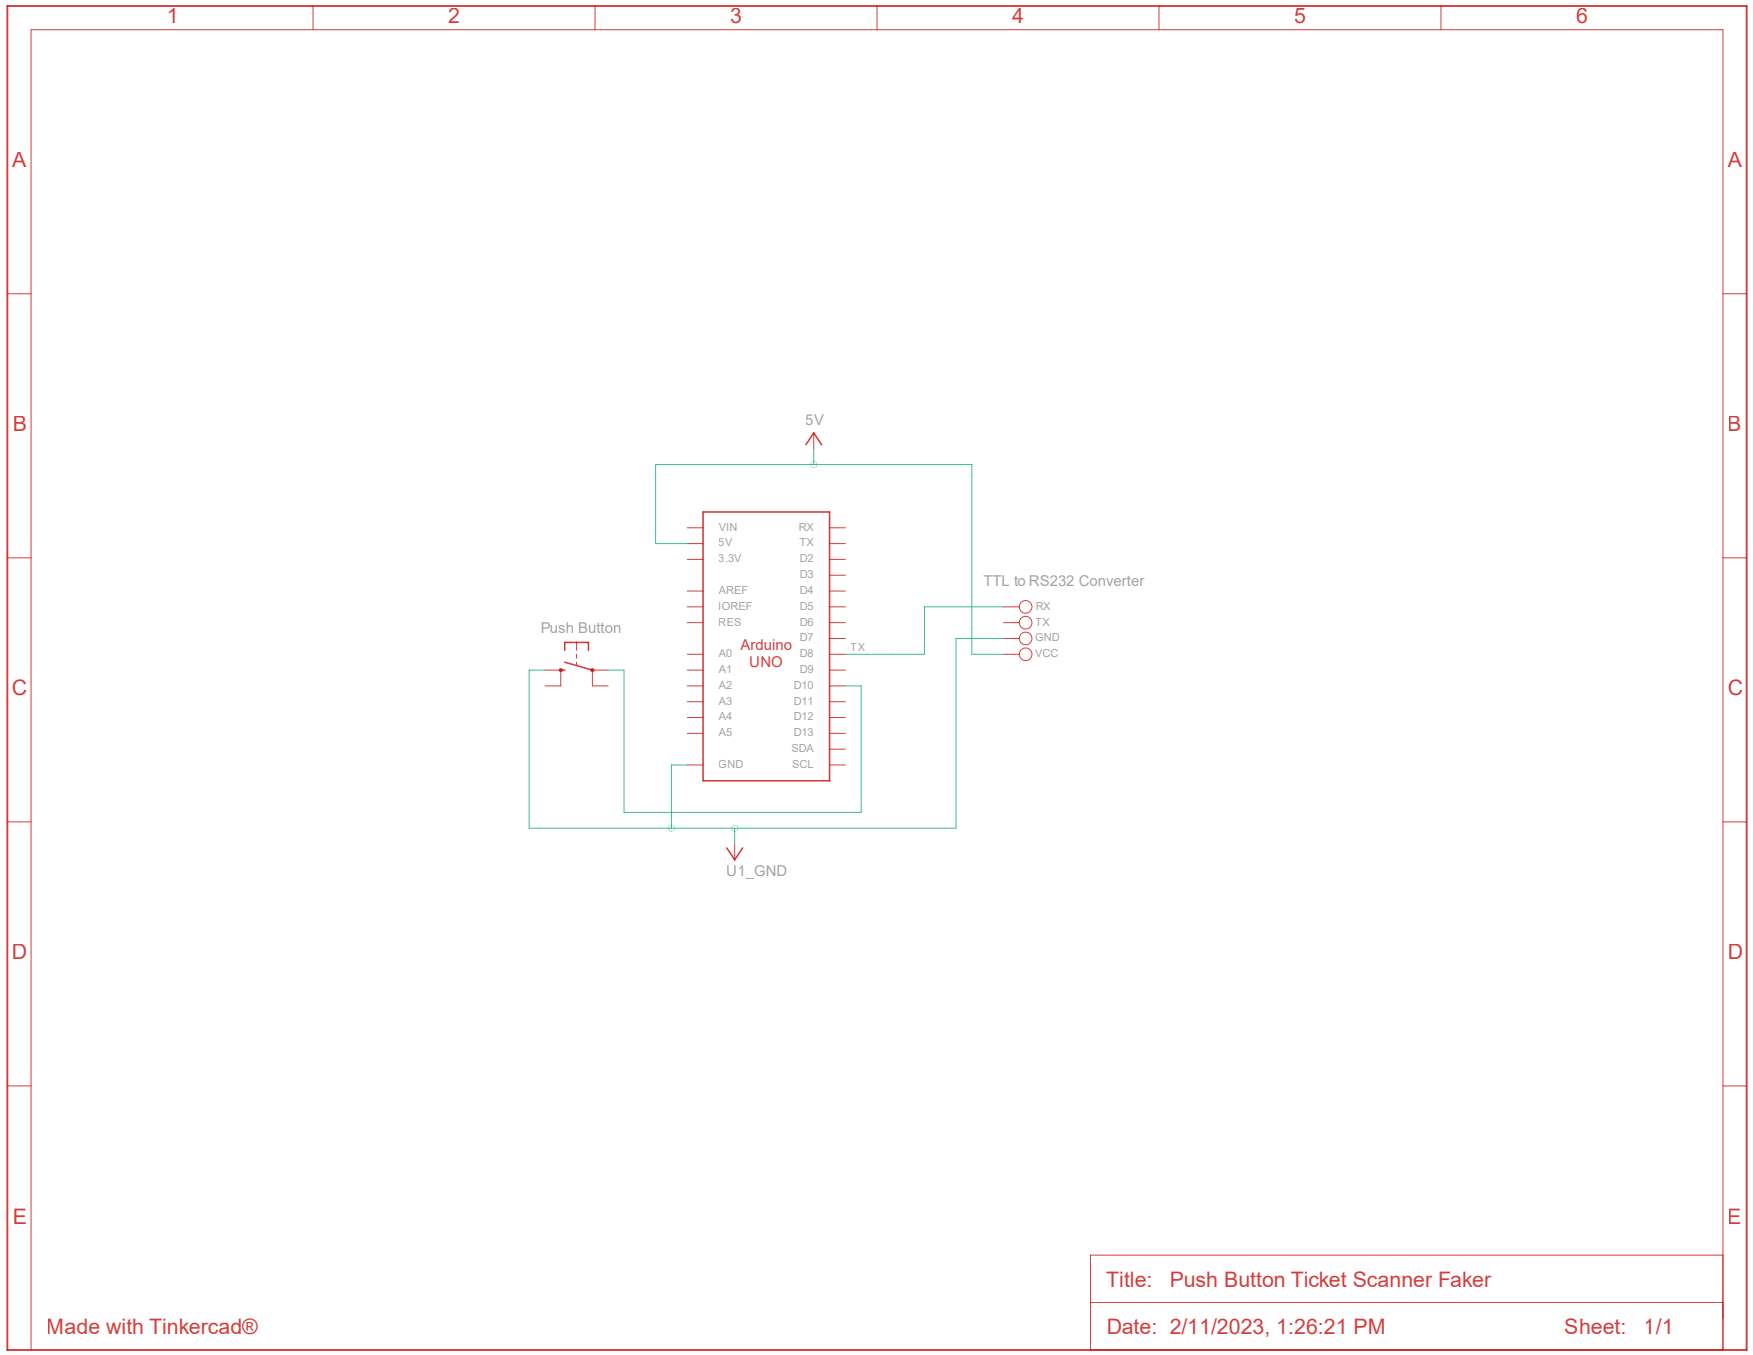 1 2 3 4 5 6
A A
B B
5V
VIN RX
5V TX
3.3V D2
D3
TTL to RS232 Converter
AREF D4
IOREF D5 RX
RES D6 TX
Push Button
D7 GND
Arduino TX
A0 D8 VCC
UNO
A1 D9
C A2 D10 C
A3 D11
A4 D12
A5 D13
SDA
GND SCL
U1_GND
D D
E E
Title: Push Button Ticket Scanner Faker
Made with Tinkercad®
Date: 2/11/2023, 1:26:21 PM Sheet: 1/1